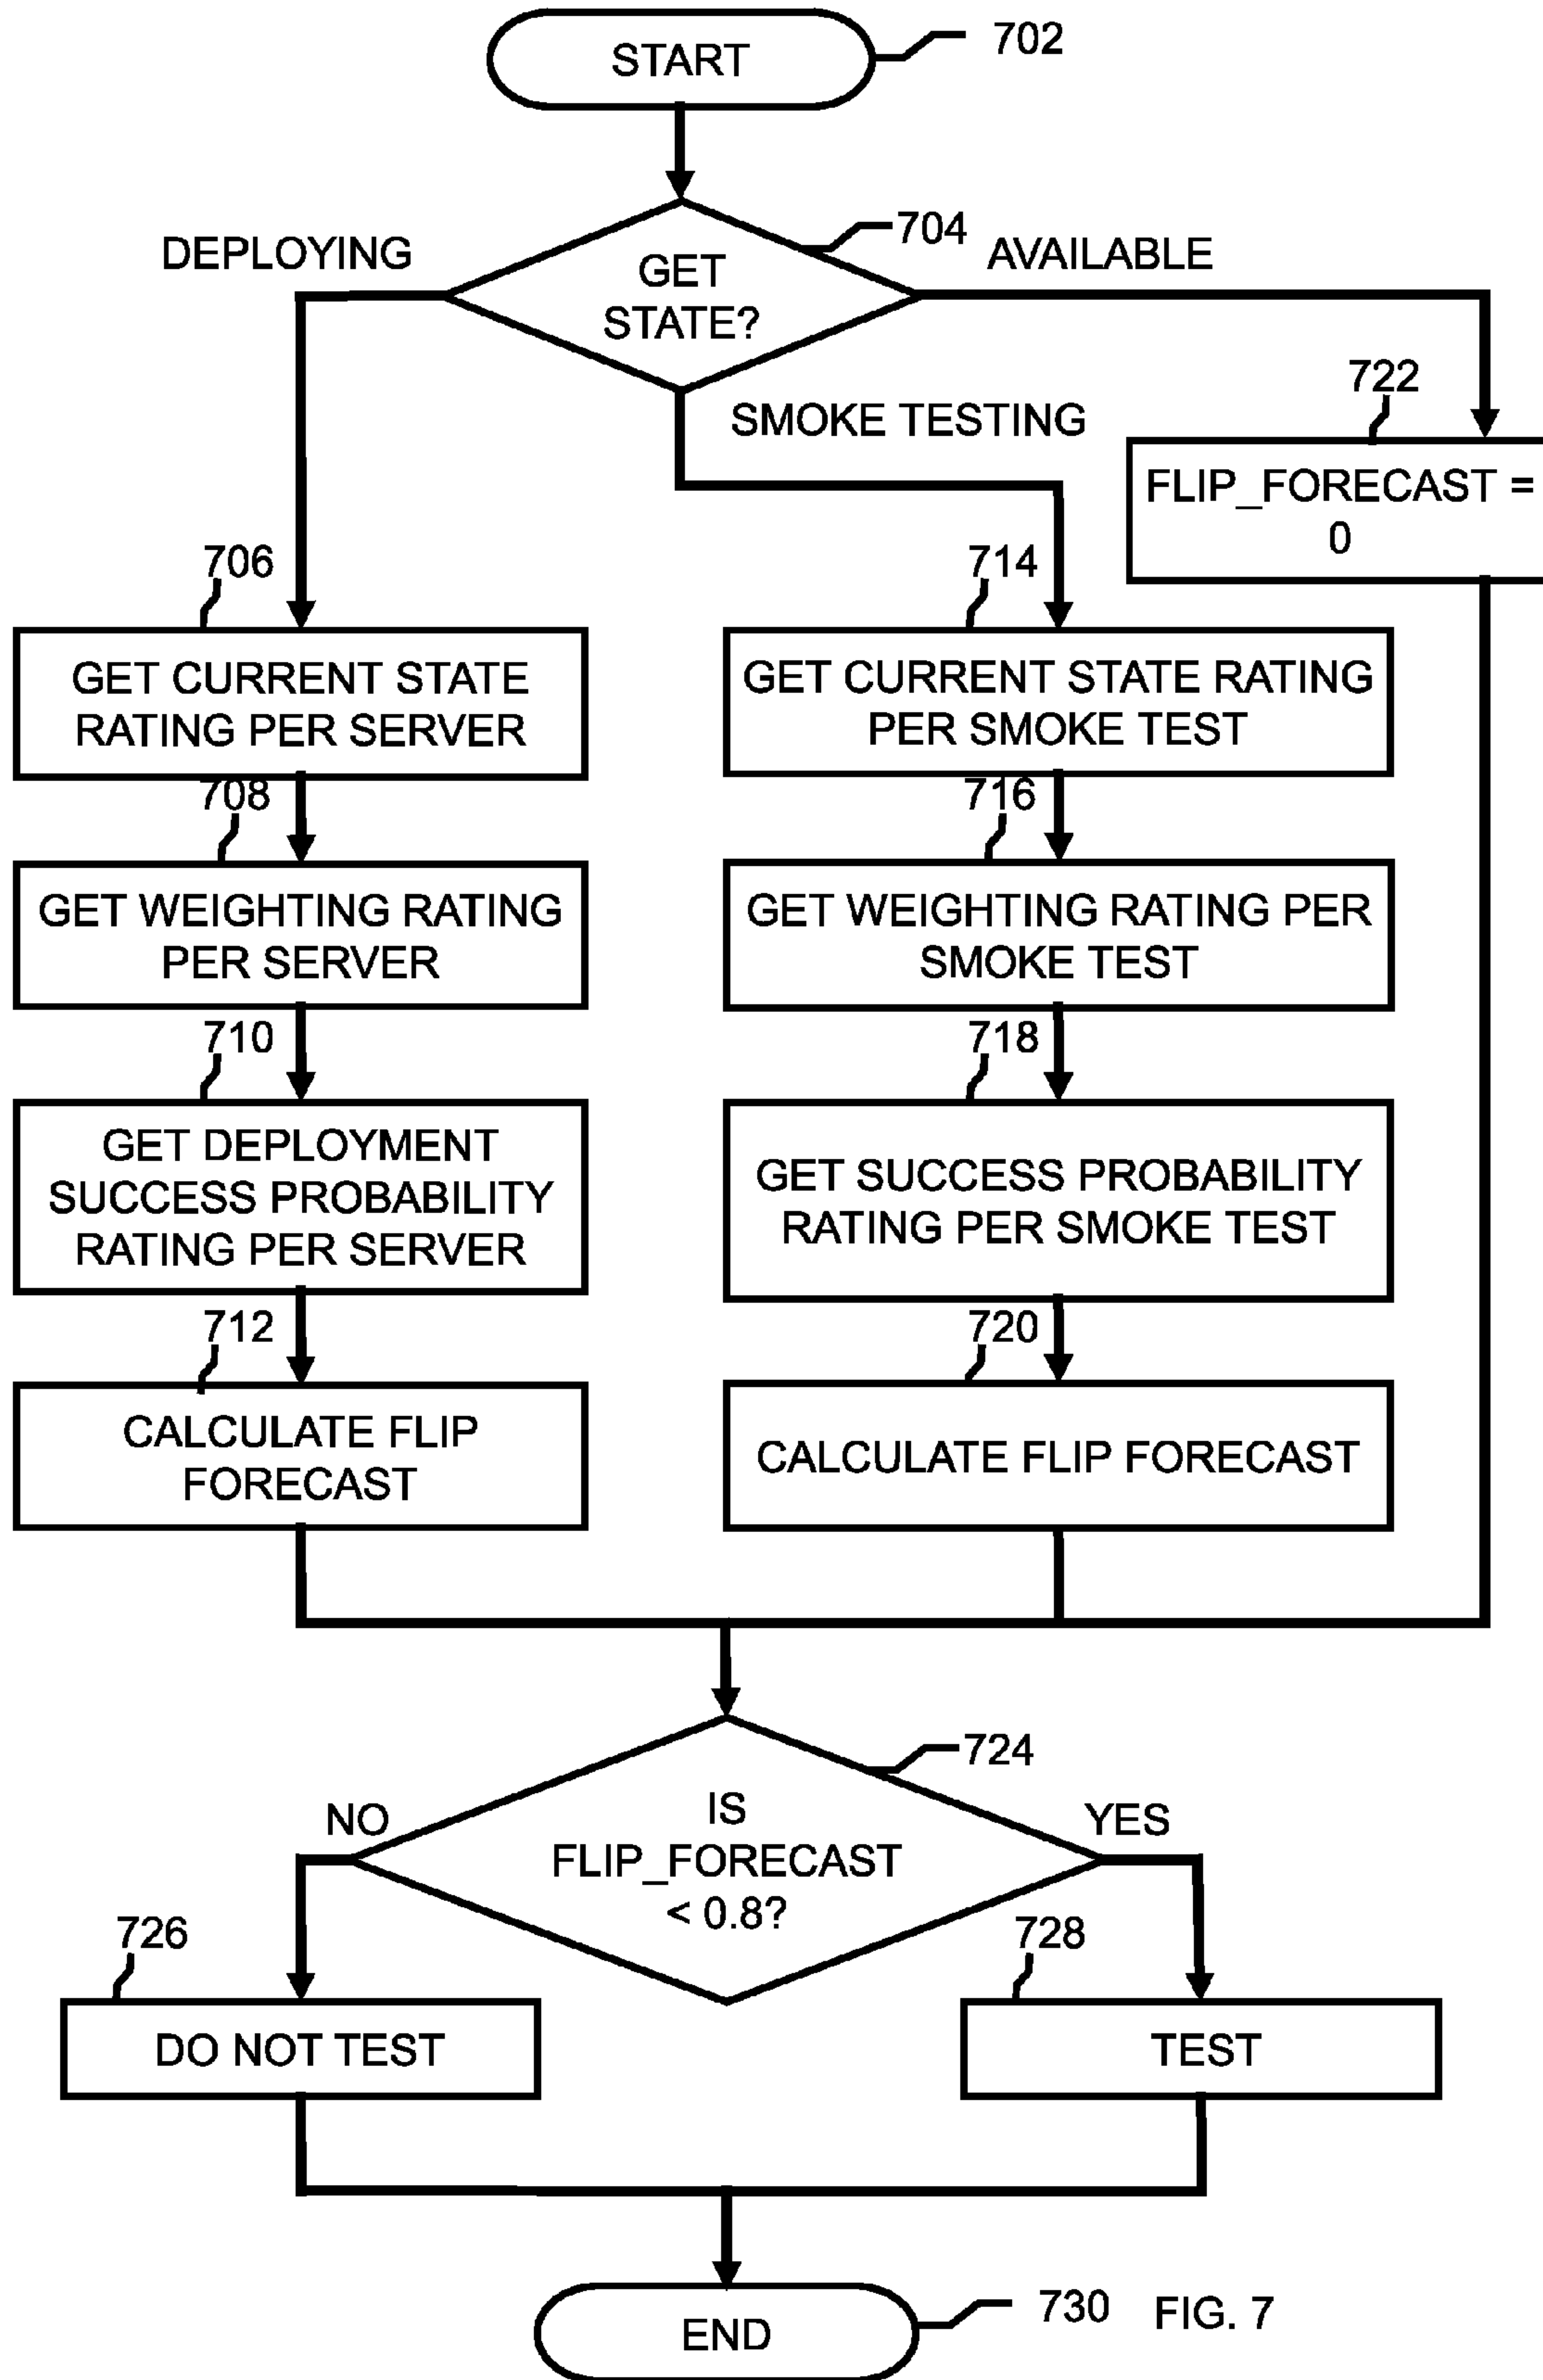 START
702
704
DEPLOYING
AVAILABLE
GET
STATE?
722
SMOKE TESTING
FLIP_FORECAST =
0
706
714
GET CURRENT STATE
RATING PER SERVER
GET CURRENT STATE RATING
PER SMOKE TEST
708
716
GET WEIGHTING RATING
PER SERVER
GET WEIGHTING RATING PER
SMOKE TEST
710
718
GET DEPLOYMENT
SUCCESS PROBABILITY
RATING PER SERVER
GET SUCCESS PROBABILITY
RATING PER SMOKE TEST
712
720
CALCULATE FLIP
FORECAST
CALCULATE FLIP FORECAST
724
NO
IS
FLIP_FORECAST
< 0.8?
YES
726
728
DO NOT TEST
TEST
END
730
FIG. 7